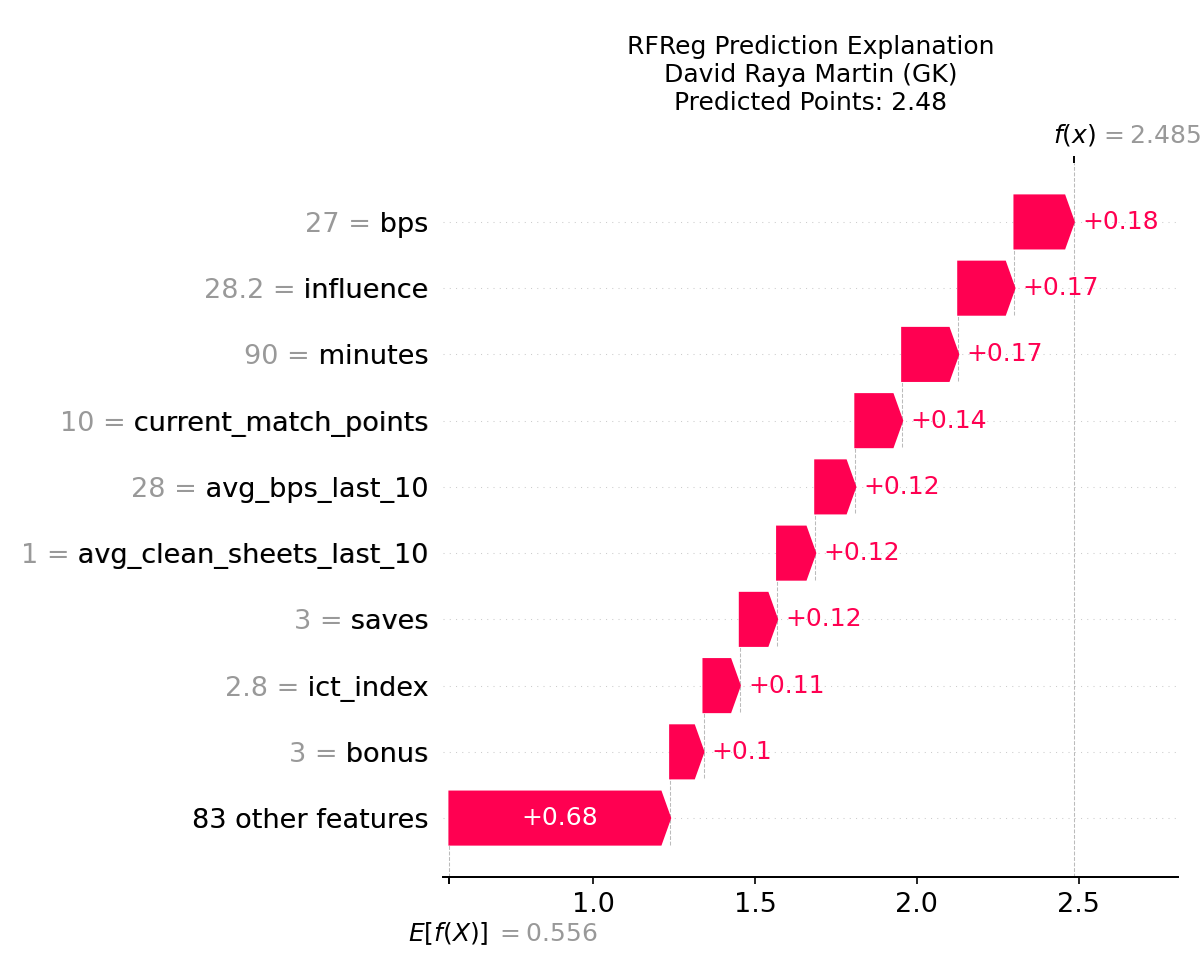 RFReg Prediction Explanation
David Raya Martin (GK)
Predicted Points: 2.48
f(x) = 2.485
27 = bps +0.18
28.2 = influence +0.17
90 = minutes +0.17
10 = current_match_points +0.14
28 = avg_bps_last_10 +0.12
1 = avg_clean_sheets_last_10 +0.12
3 = saves +0.12
2.8 = ict_index +0.11
3 = bonus +0.1
83 other features +0.68
1.0 1.5 2.0 2.5
E[f(X)] = 0.556